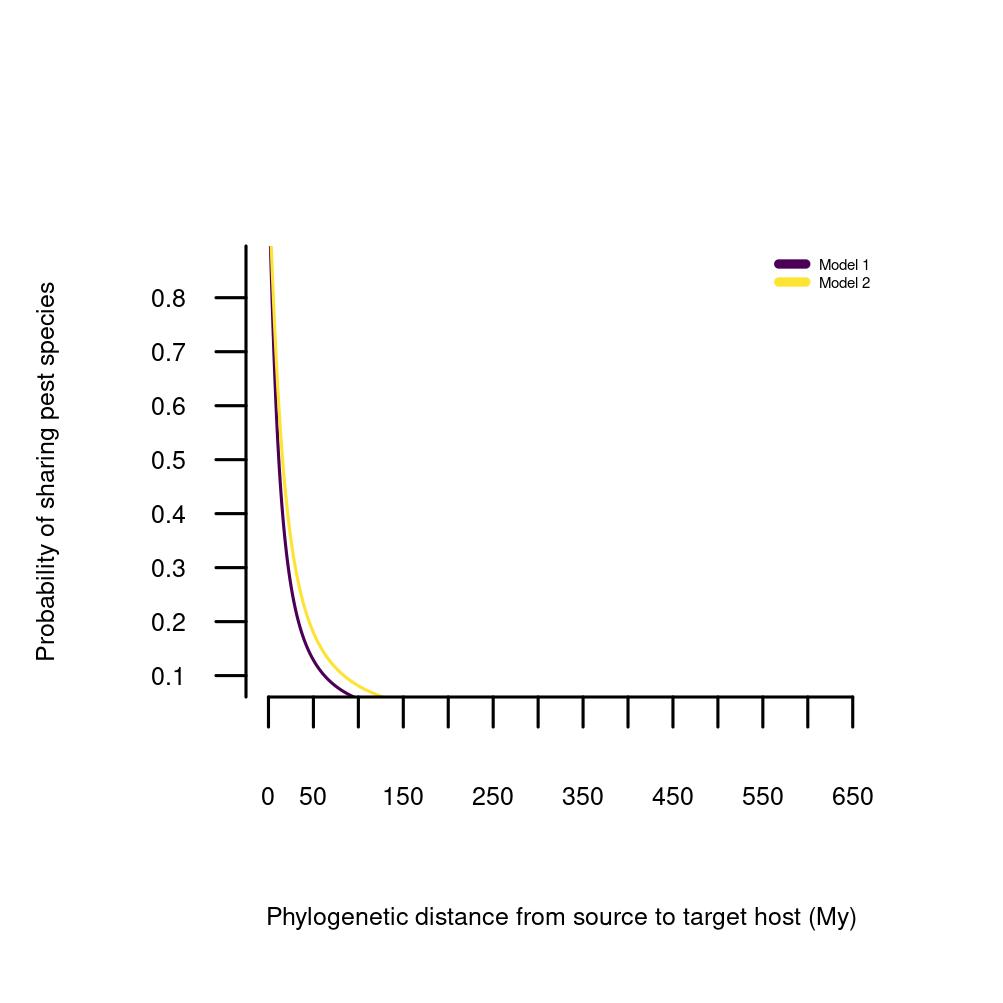 Model 1
Model 2
Probability of sharing pest species
0.8
0.7
0.6
0.5
0.4
0.3
0.2
0.1
0 50 150 250 350 450 550 650
Phylogenetic distance from source to target host (My)